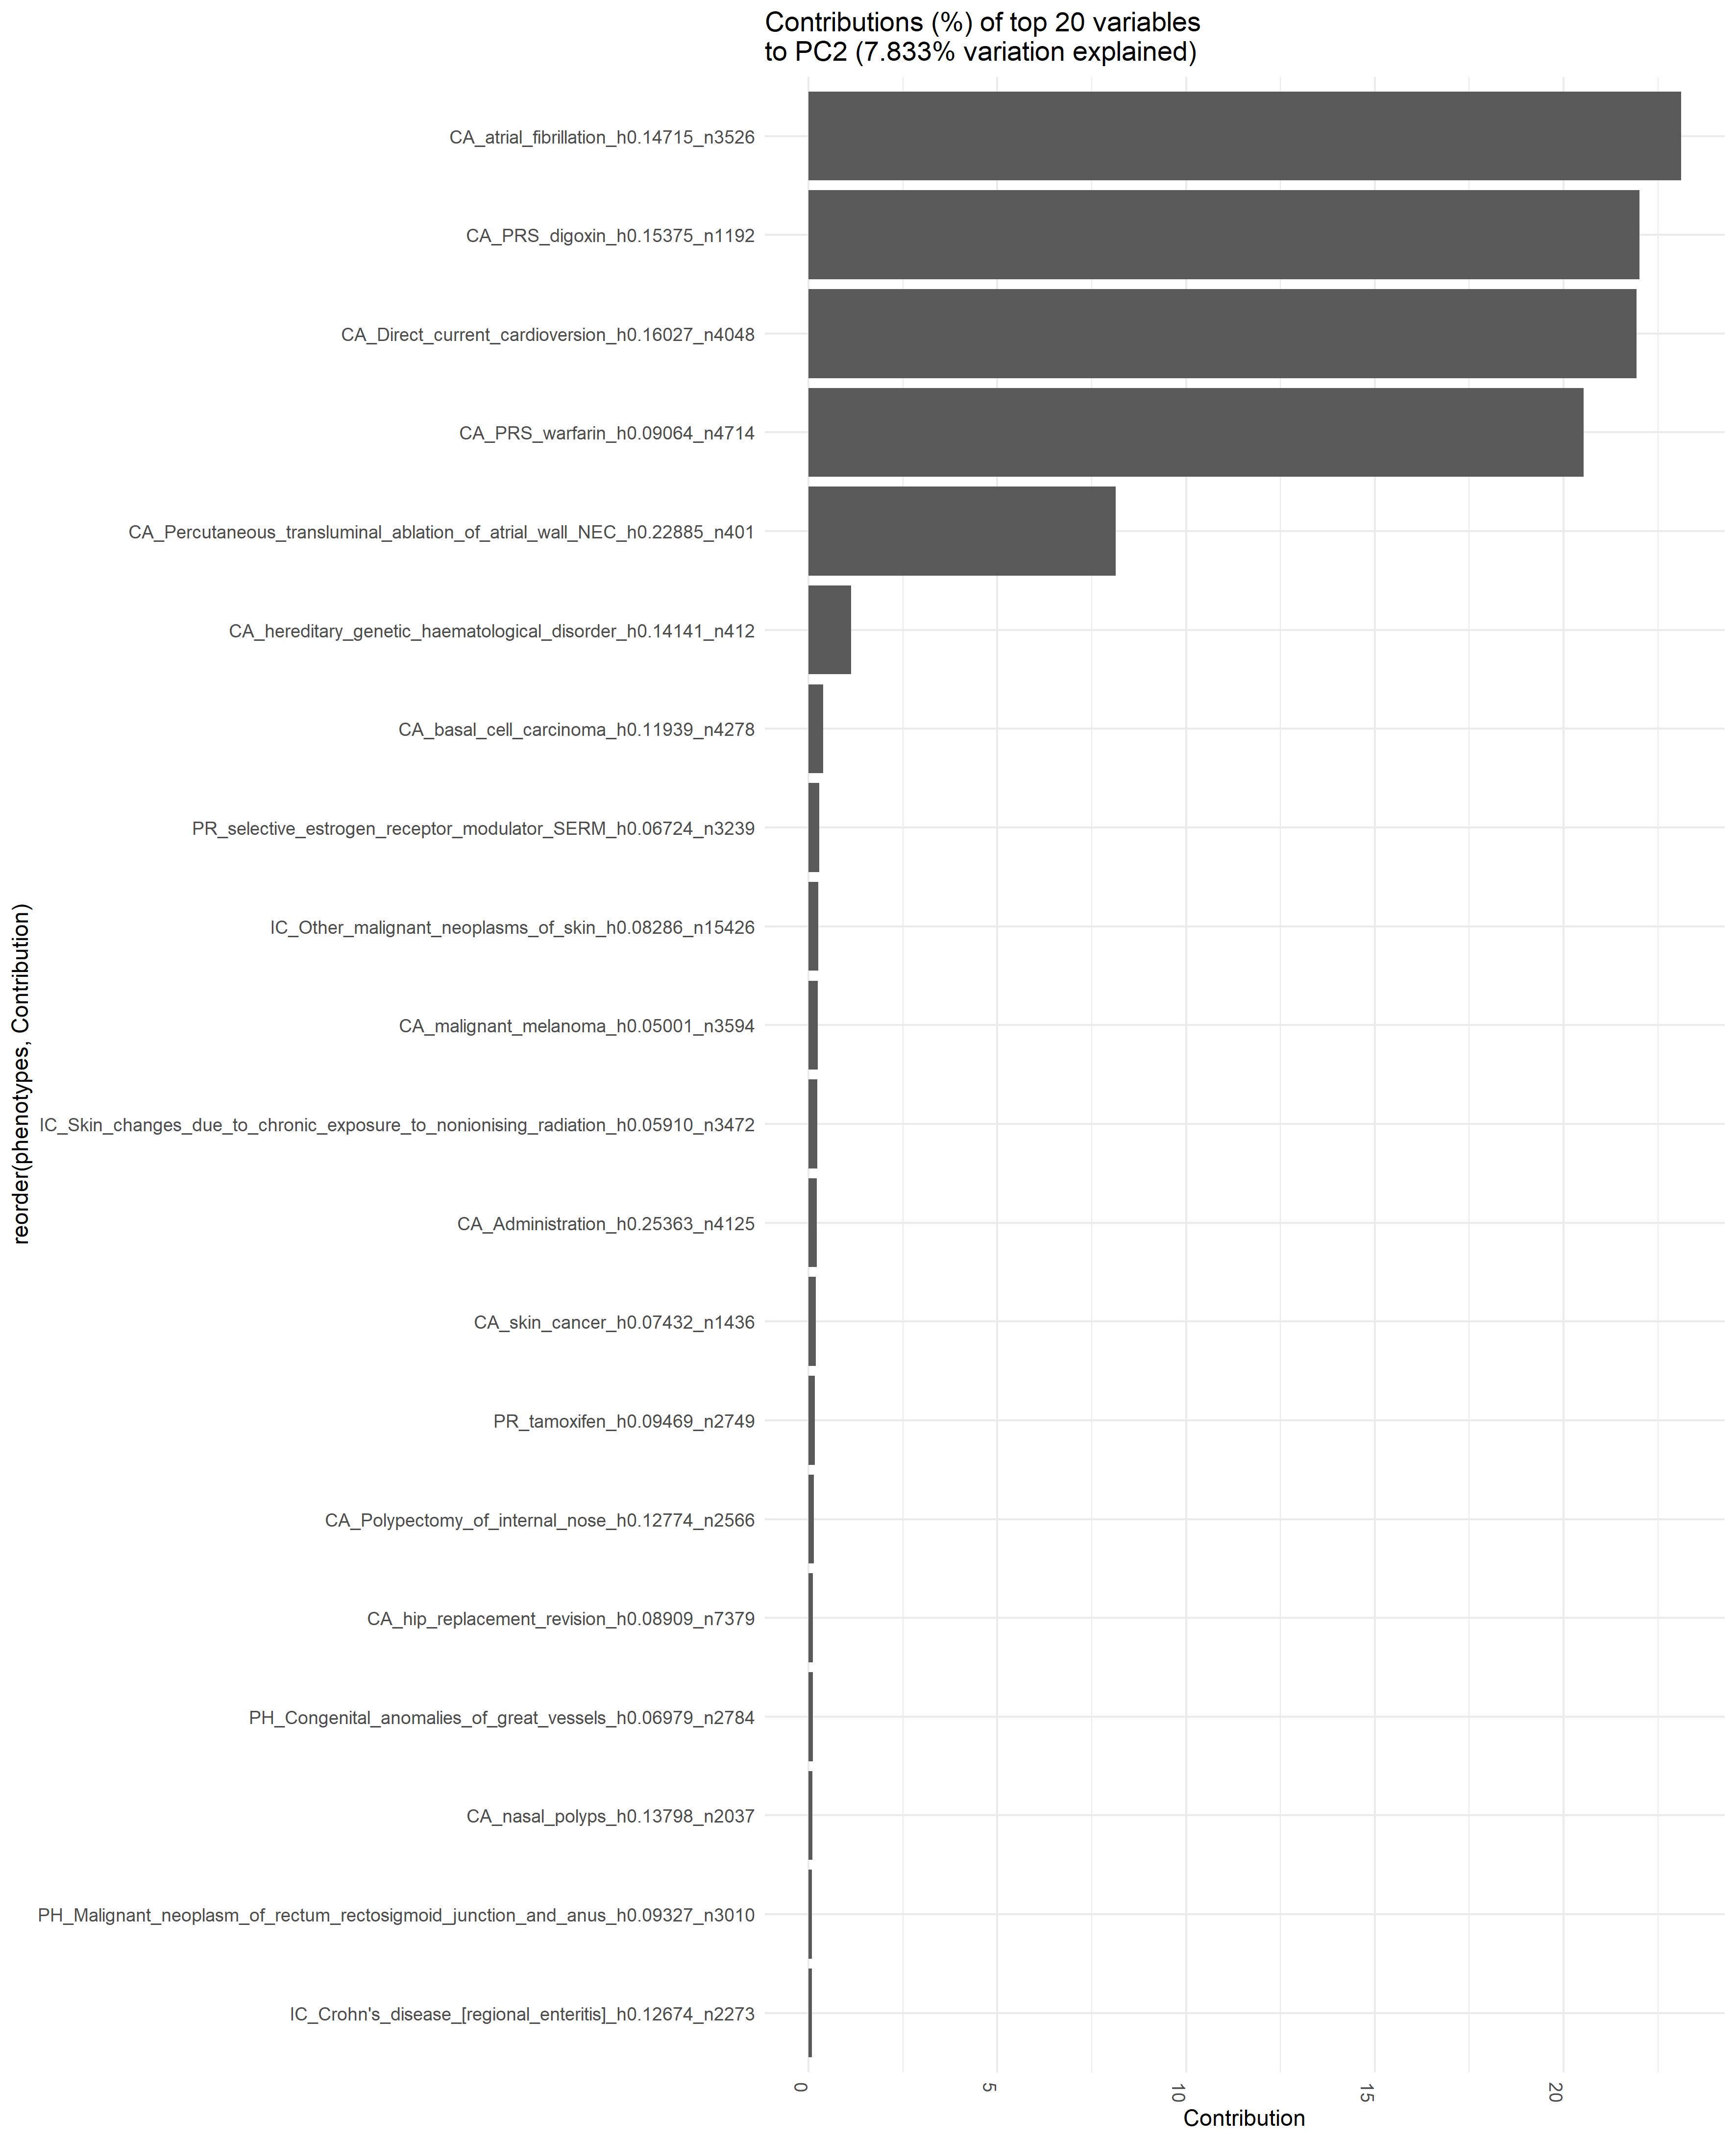 Contributions (%) of top 20 variables
to PC2 (7.833% variation explained)
CA_atrial_fibrillation_h0.14715_n3526
CA_PRS_digoxin_h0.15375_n1192
CA_Direct_current_cardioversion_h0.16027_n4048
CA_PRS_warfarin_h0.09064_n4714
CA_Percutaneous_transluminal_ablation_of_atrial_wall_NEC_h0.22885_n401
CA_hereditary_genetic_haematological_disorder_h0.14141_n412
CA_basal_cell_carcinoma_h0.11939_n4278
PR_selective_estrogen_receptor_modulator_SERM_h0.06724_n3239
IC_Other_malignant_neoplasms_of_skin_h0.08286_n15426
CA_malignant_melanoma_h0.05001_n3594
IC_Skin_changes_due_to_chronic_exposure_to_nonionising_radiation_h0.05910_n3472
CA_Administration_h0.25363_n4125
CA_skin_cancer_h0.07432_n1436
PR_tamoxifen_h0.09469_n2749
CA_Polypectomy_of_internal_nose_h0.12774_n2566
CA_hip_replacement_revision_h0.08909_n7379
PH_Congenital_anomalies_of_great_vessels_h0.06979_n2784
CA_nasal_polyps_h0.13798_n2037
PH_Malignant_neoplasm_of_rectum_rectosigmoid_junction_and_anus_h0.09327_n3010
IC_Crohn's_disease_[regional_enteritis]_h0.12674_n2273
reorder(phenotypes, Contribution)
0
5
10
15
20
Contribution